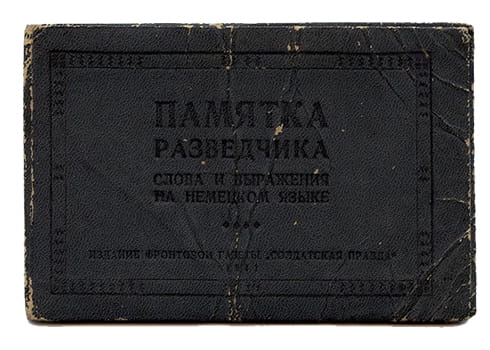 ПАМЯТКА
РАЗВЕДЧИКА
СЛОВА И ВЫРАЖЕНИЯ
НА НЕМЕЦКОМ ЯЗЫКЕ
ИЗДАНИЕ ФРОНТОВОЙ ГАЗЕТЫ „СОЛДАТСКАЯ ПРАВДА“